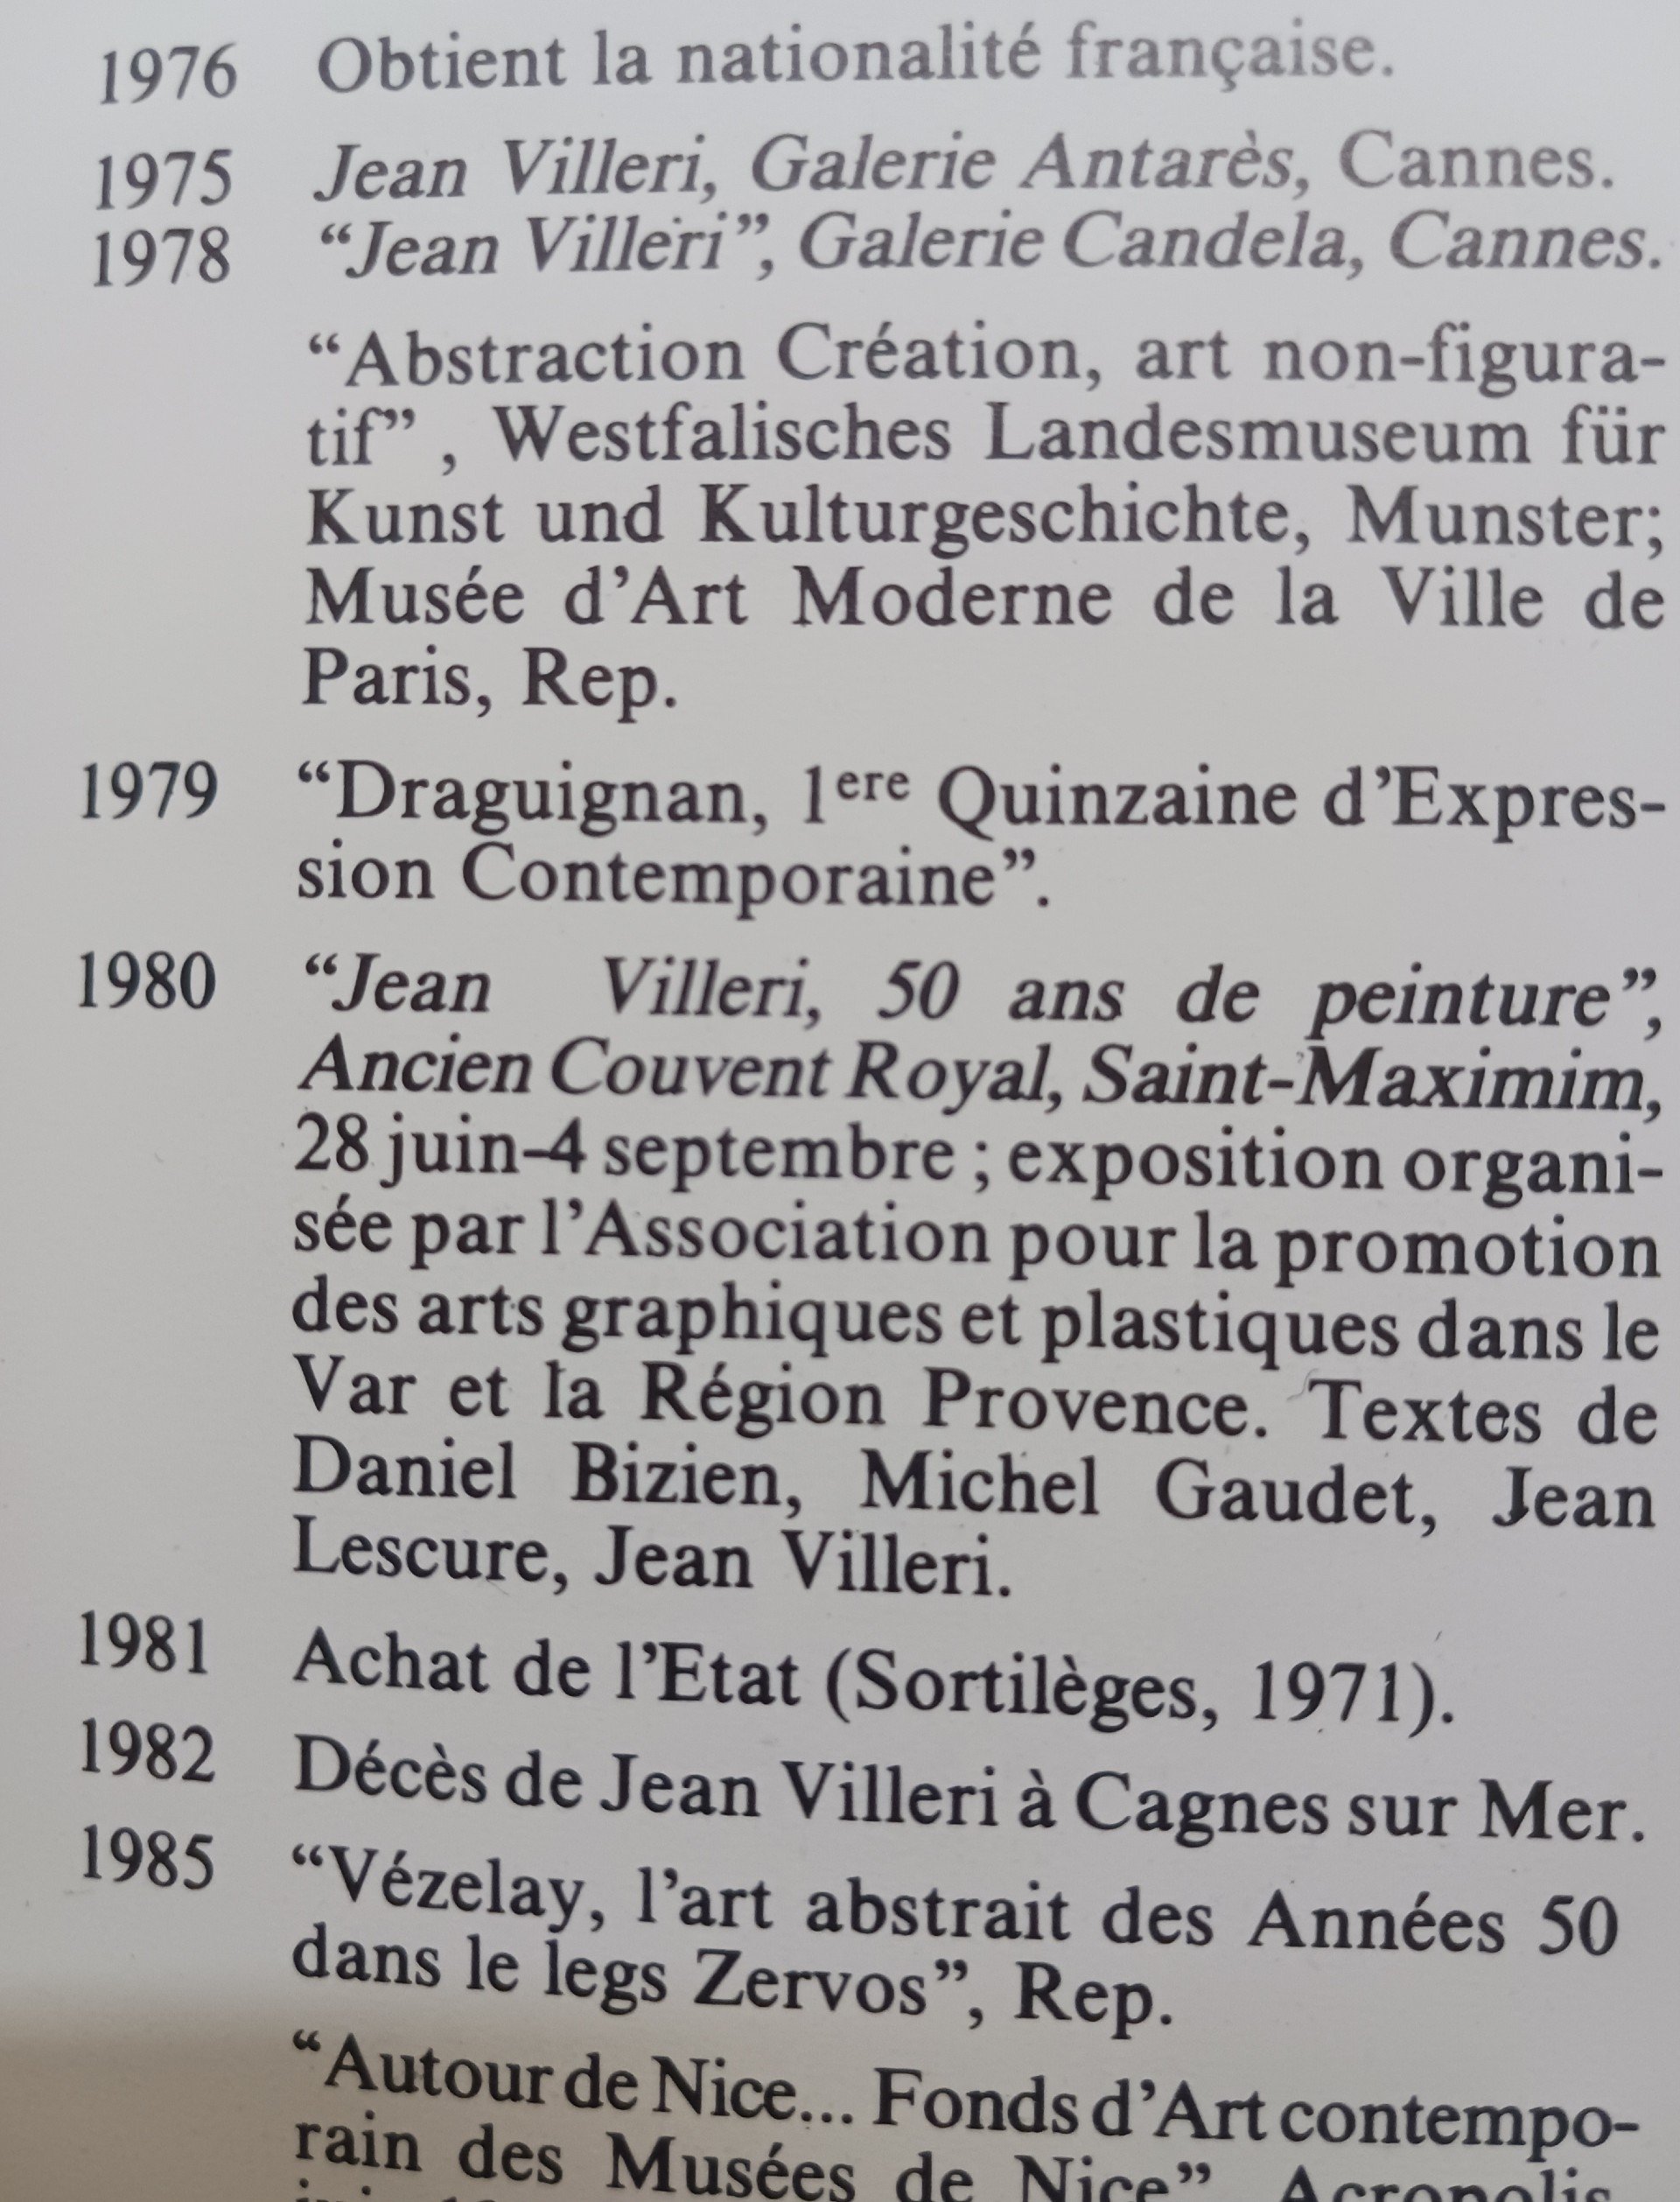 1976 Obtient la nationalité française.
1975 Jean Villeri, Galerie Antarès, Cannes.
1978 “Jean Villeri”, Galerie Candela, Cannes.
“Abstraction Création, art non-figura-
tif” , Westfalisches Landesmuseum für
Kunst und Kulturgeschichte, Munster;
Musée d’Art Moderne de la Ville de
Paris, Rep.
1979 “Draguignan, 1ere Quinzaine d’Expres-
sion Contemporaine”.
1980 “Jean Villeri, 50 ans de peinture”,
Ancien Couvent Royal, Saint-Maximim,
28 juin-4 septembre ; exposition organi-
sée par l’Association pour la promotion
des arts graphiques et plastiques dans le
Var et la Région Provence. Textes de
Daniel Bizien, Michel Gaudet, Jean
Lescure, Jean Villeri.
1981 Achat de l’Etat (Sortilèges, 1971).
1982 Décès de Jean Villeri à Cagnes sur Mer.
1985 “Vézelay, l’art abstrait des Années 50
dans le legs Zervos”, Rep.
“Autour de Nice... Fonds d’Art contempo-
rain des Musées de Nice” Acropolis